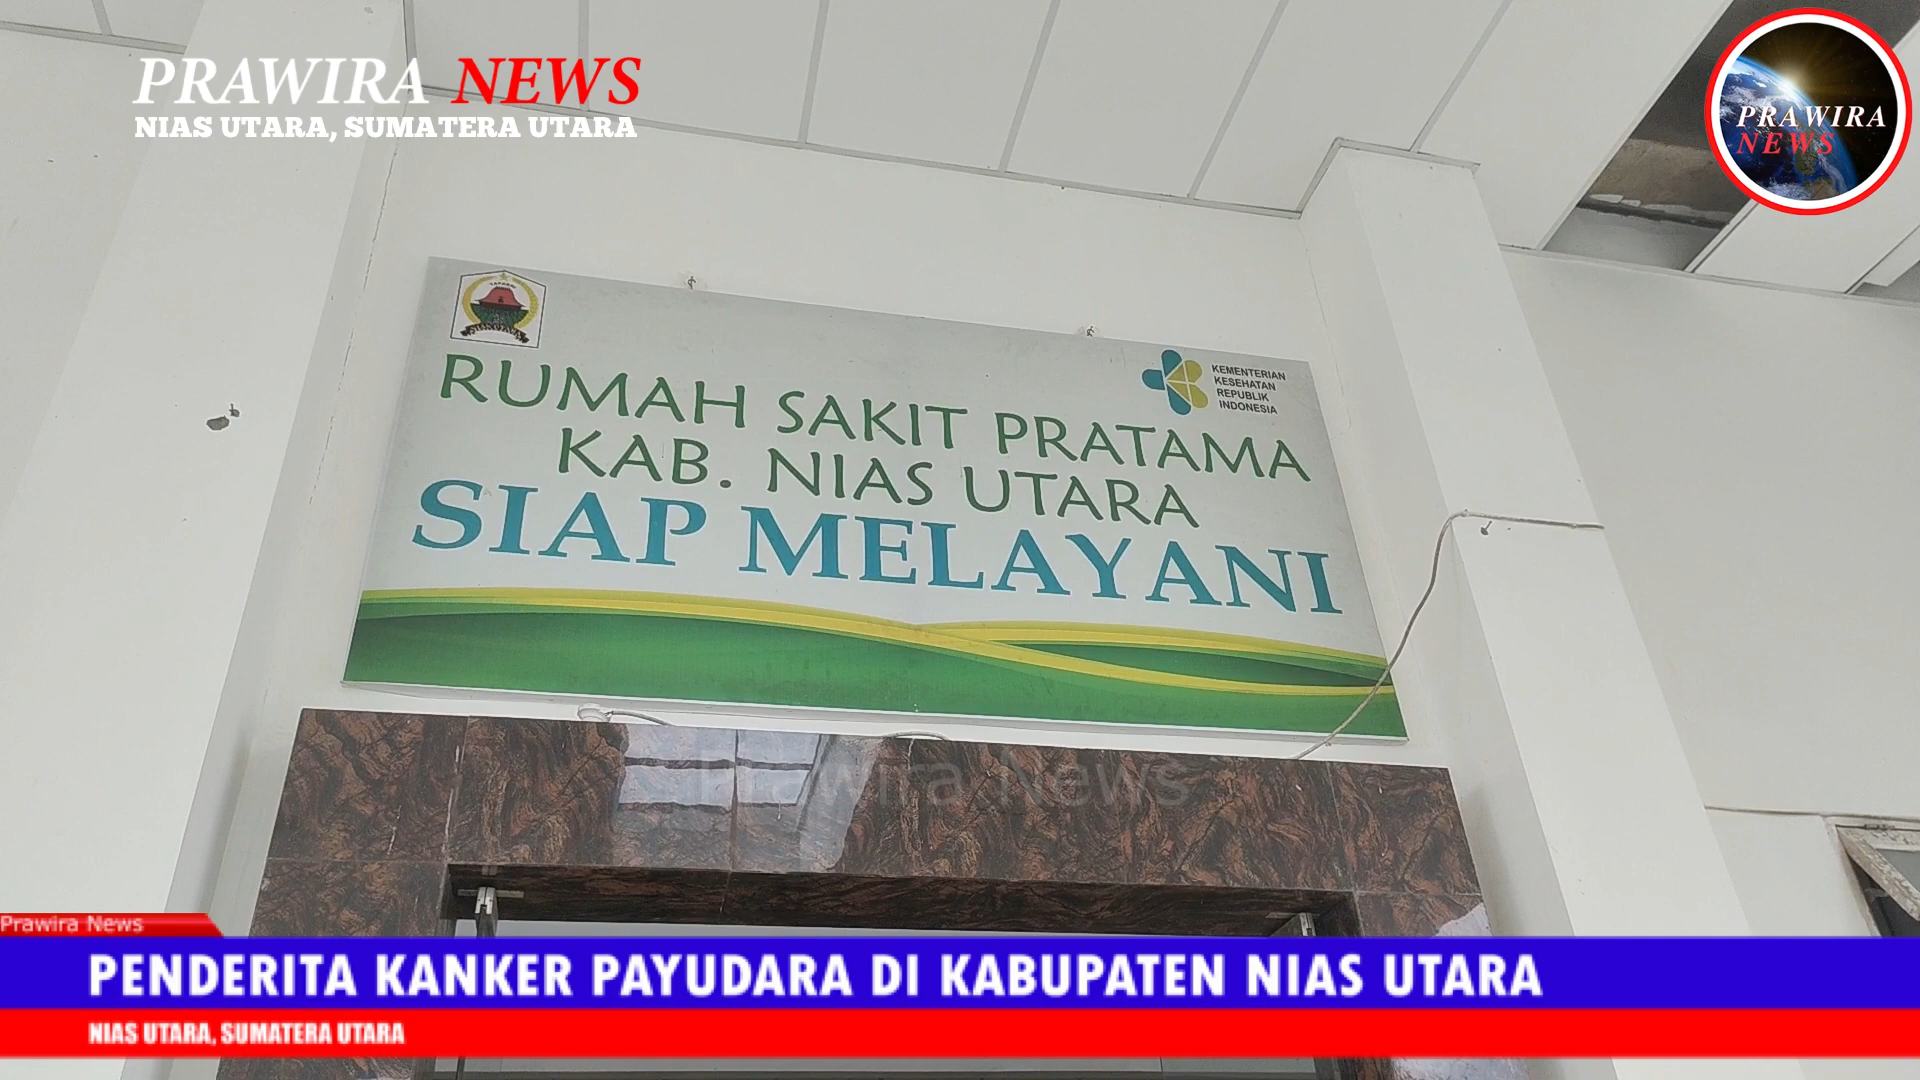 PRAWIRA NEWS
NIAS UTARA, SUMATERA UTARA
PRAWIRA
NEWS
KEMENTERIAN
KESEHATAN
REPUBLIK
INDONESIA
RUMAH SAKIT PRATAMA
KAB. NIAS UTARA
SIAP MELAYANI
Prawira News
Prawira News
PENDERITA KANKER PAYUDARA DI KABUPATEN NIAS UTARA
NIAS UTARA, SUMATERA UTARA